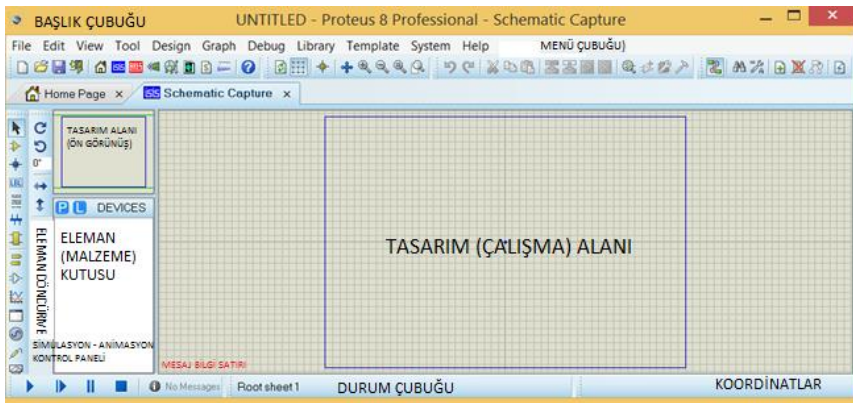 BAŞLIK ÇUBUĞU UNTITLED - Proteus 8 Professional - Schematic Capture
File Edit View Tool Design Graph Debug Library Template System Help MENÜ ÇUBUĞU)
Home Page x ISIS Schematic Capture x
TASARIM ALANI
(ÖN GÖRÜNÜŞ)
0°
LBL
P L DEVICES
ELEMAN
(MALZEME)
KUTUSU
ELEMAN DÖNDÜRME
TASARIM (ÇALIŞMA) ALANI
SİMÜLASYON - ANİMASYON
KONTROL PANELİ
MESAJ BİLGİ SATIRI
No Messages Root sheet 1 DURUM ÇUBUĞU KOORDİNATLAR